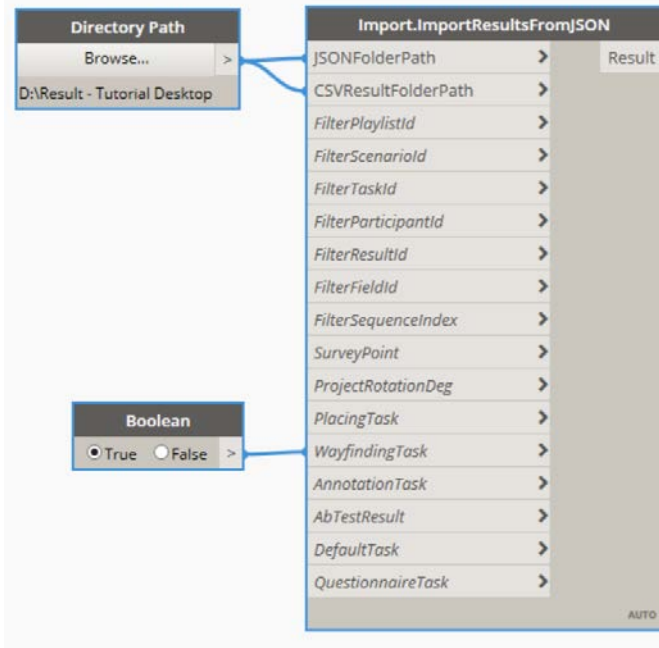 Directory Path
Browse... >
D:\Result - Tutorial Desktop
Import.ImportResultsFromJSON
JSONFolderPath > Result
CSVResultFolderPath >
FilterPlaylistId >
FilterScenarioId >
FilterTaskId >
FilterParticipantId >
FilterResultId >
FilterFieldId >
FilterSequenceIndex >
SurveyPoint >
ProjectRotationDeg >
PlacingTask >
Boolean
True False >
WayfindingTask >
AnnotationTask >
AbTestResult >
DefaultTask >
QuestionnaireTask >
AUTO